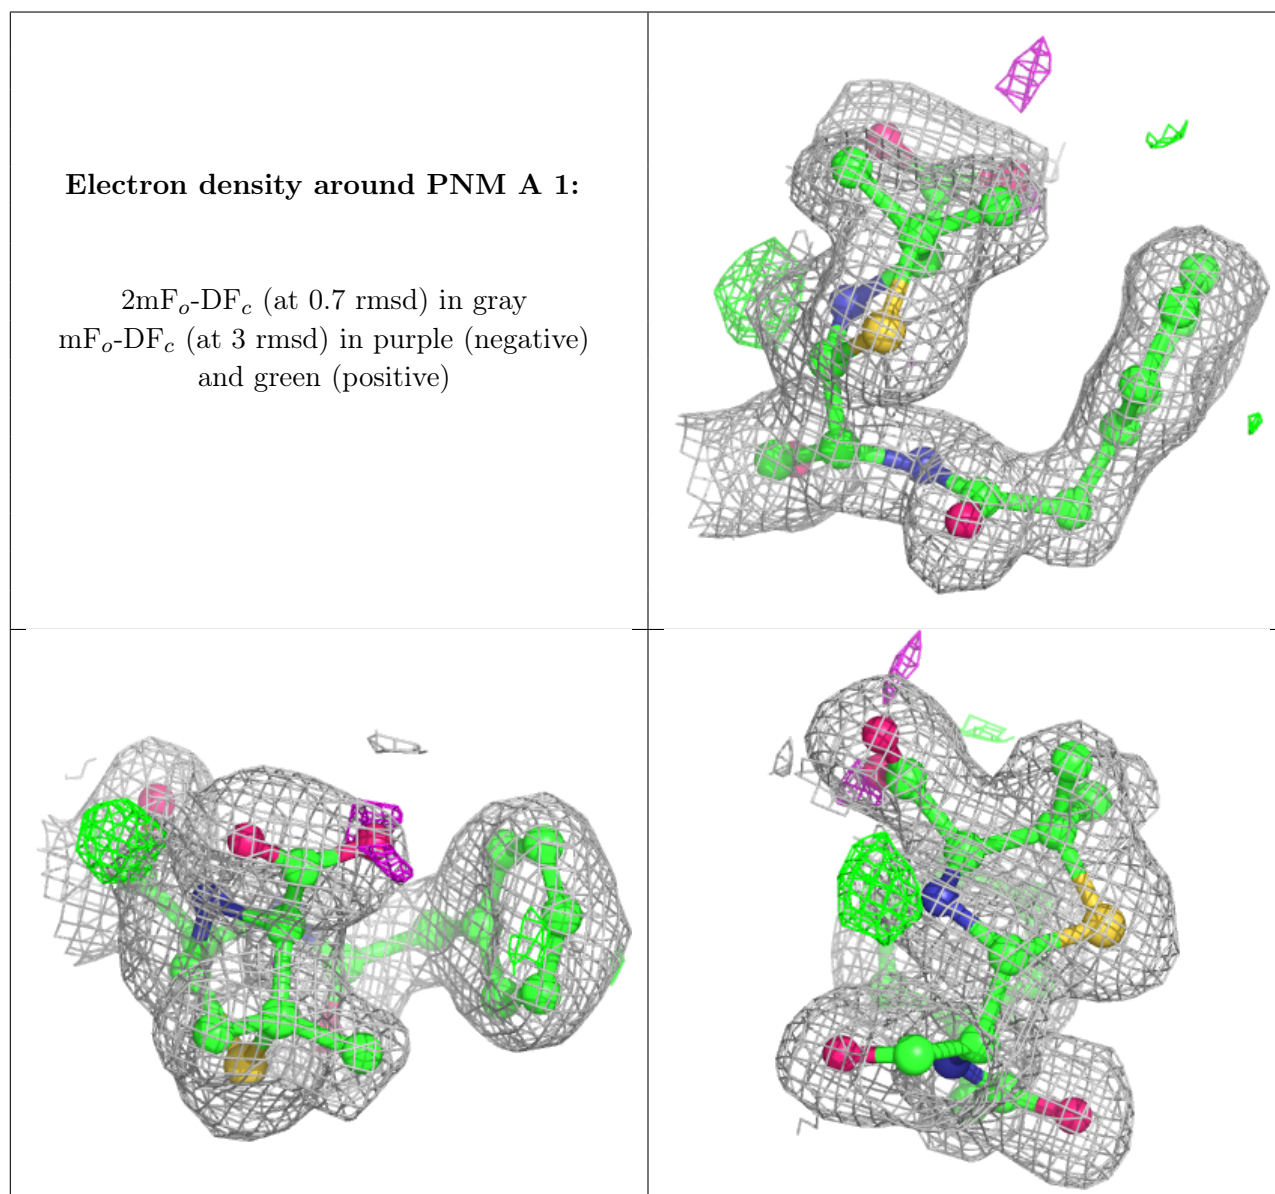 Electron density around PNM A 1:
2mFo-DFc (at 0.7 rmsd) in gray
mFo-DFc (at 3 rmsd) in purple (negative)
and green (positive)